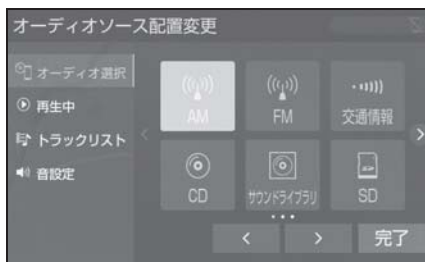 オーディオソース配置変更
オーディオ選択
再生中
トラックリスト
音設定
AM
FM
交通情報
CD
サウンドライブラリ
SD
完了